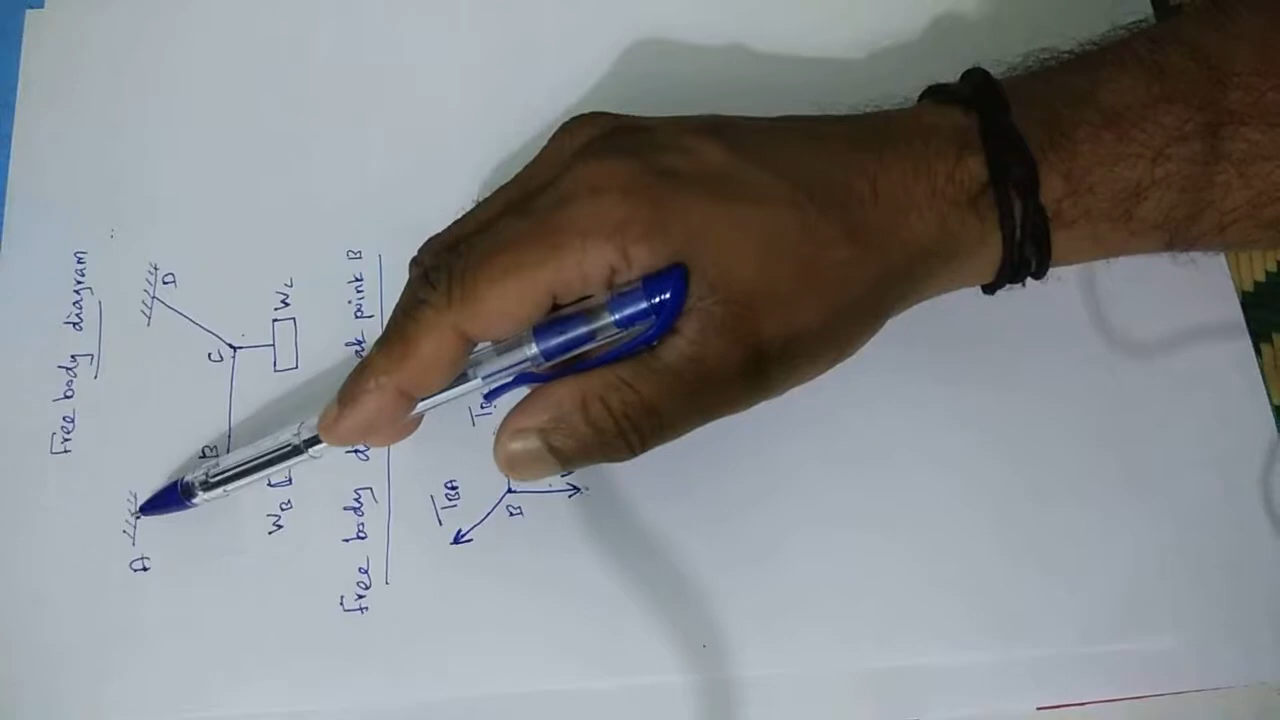 Free body diagram
A D
B C
WB WC
Free body at point B
TBA
B